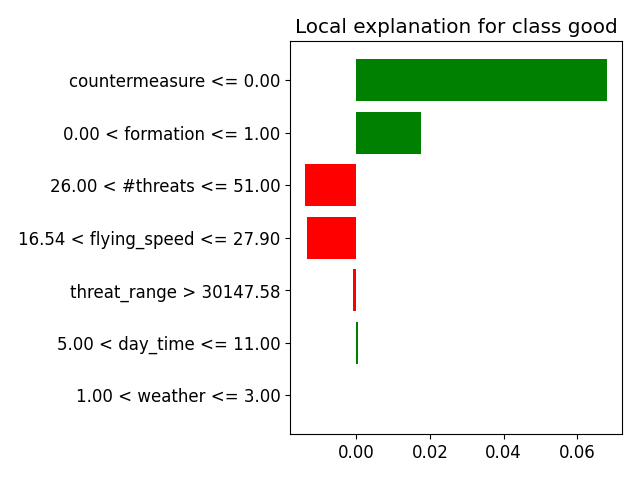 Local explanation for class good
countermeasure <= 0.00
0.00 < formation <= 1.00
26.00 < #threats <= 51.00
16.54 < flying_speed <= 27.90
threat_range > 30147.58
5.00 < day_time <= 11.00
1.00 < weather <= 3.00
0.00 0.02 0.04 0.06